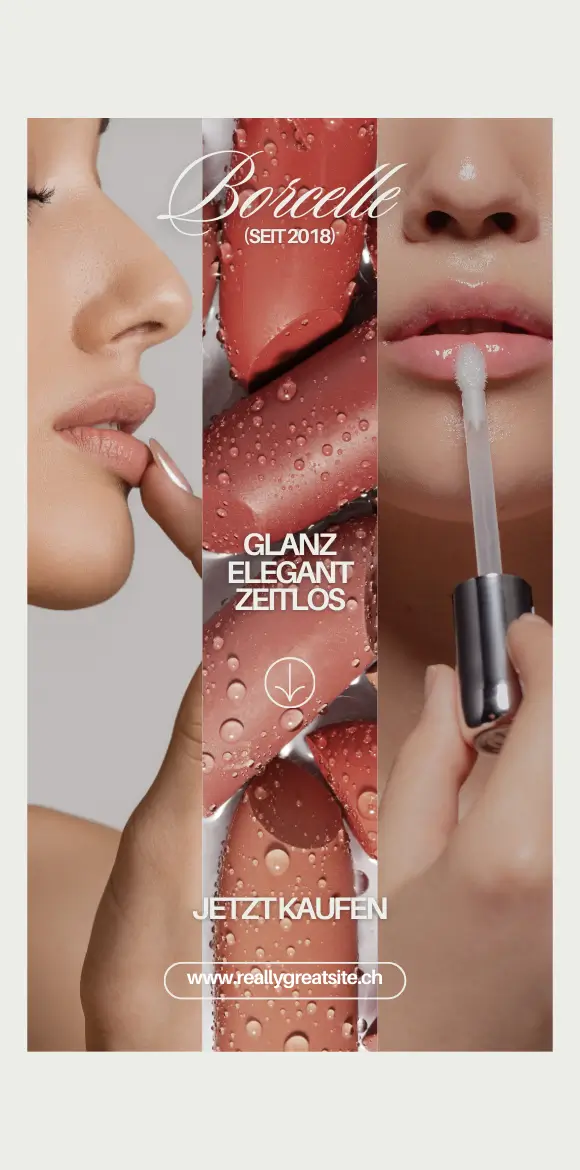 Borcelle
(SEIT 2018)
GLANZ
ELEGANT
ZEITLOS
JETZT KAUFEN
www.reallygreatsite.ch